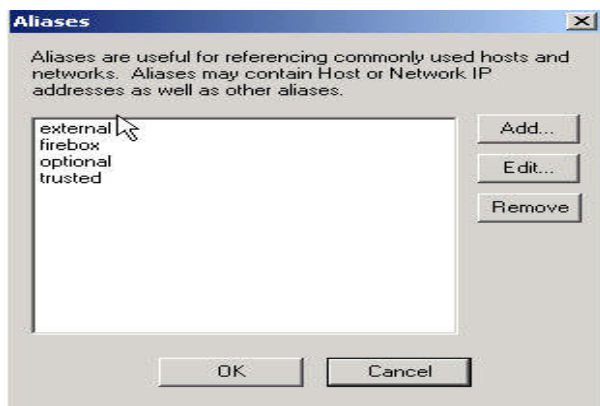 Aliases
Aliases are useful for referencing commonly used hosts and
networks. Aliases may contain Host or Network IP
addresses as well as other aliases.
external
firebox
optional
trusted
Add...
Edit...
Remove
OK
Cancel